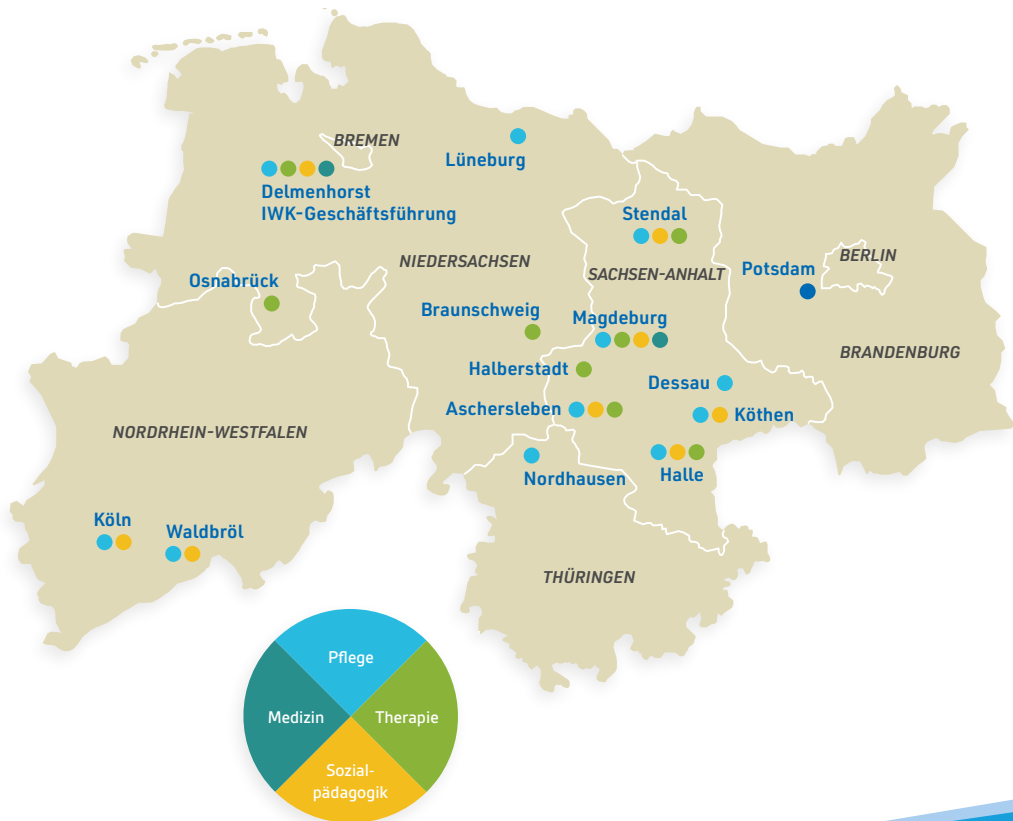 BREMEN
Lüneburg
Delmenhorst
IWK-Geschäftsführung
Stendal
NIEDERSACHSEN
SACHSEN-ANHALT
Potsdam
BERLIN
Osnabrück
Braunschweig
Magdeburg
BRANDENBURG
Halberstadt
Dessau
Aschersleben
Köthen
NORDRHEIN-WESTFALEN
Nordhausen
Halle
Köln
Waldbröl
THÜRINGEN
Pflege
Medizin
Therapie
Sozial-
pädagogik